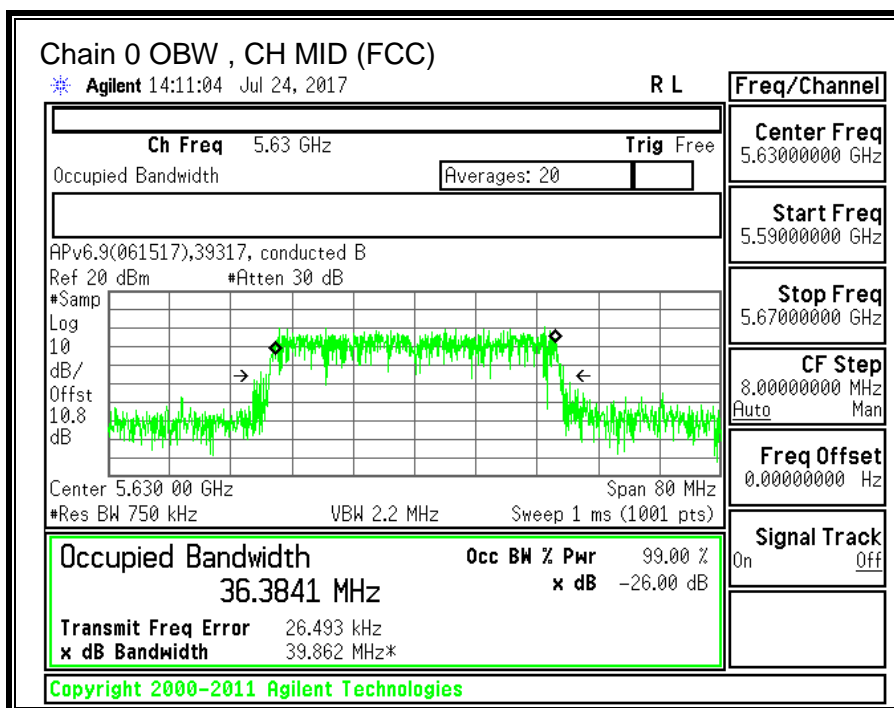 Chain 0 OBW , CH MID (FCC)
Agilent 14:11:04 Jul 24, 2017 R L
Freq/Channel
Ch Freq 5.63 GHz Trig Free
Occupied Bandwidth Averages: 20
Center Freq
5.63000000 GHz
Start Freq
5.59000000 GHz
Stop Freq
5.67000000 GHz
CF Step
8.00000000 MHz
Auto Man
Freq Offset
0.00000000 Hz
Signal Track
On Off
APv6.9(061517),39317, conducted B
Ref 20 dBm #Atten 30 dB
#Samp
Log
10
dB/
Offst
10.8
dB
Center 5.630 00 GHz Span 80 MHz
#Res BW 750 kHz VBW 2.2 MHz Sweep 1 ms (1001 pts)
Occupied Bandwidth Occ BW % Pwr 99.00 %
36.3841 MHz x dB -26.00 dB
Transmit Freq Error 26.493 kHz
x dB Bandwidth 39.862 MHz*
Copyright 2000-2011 Agilent Technologies